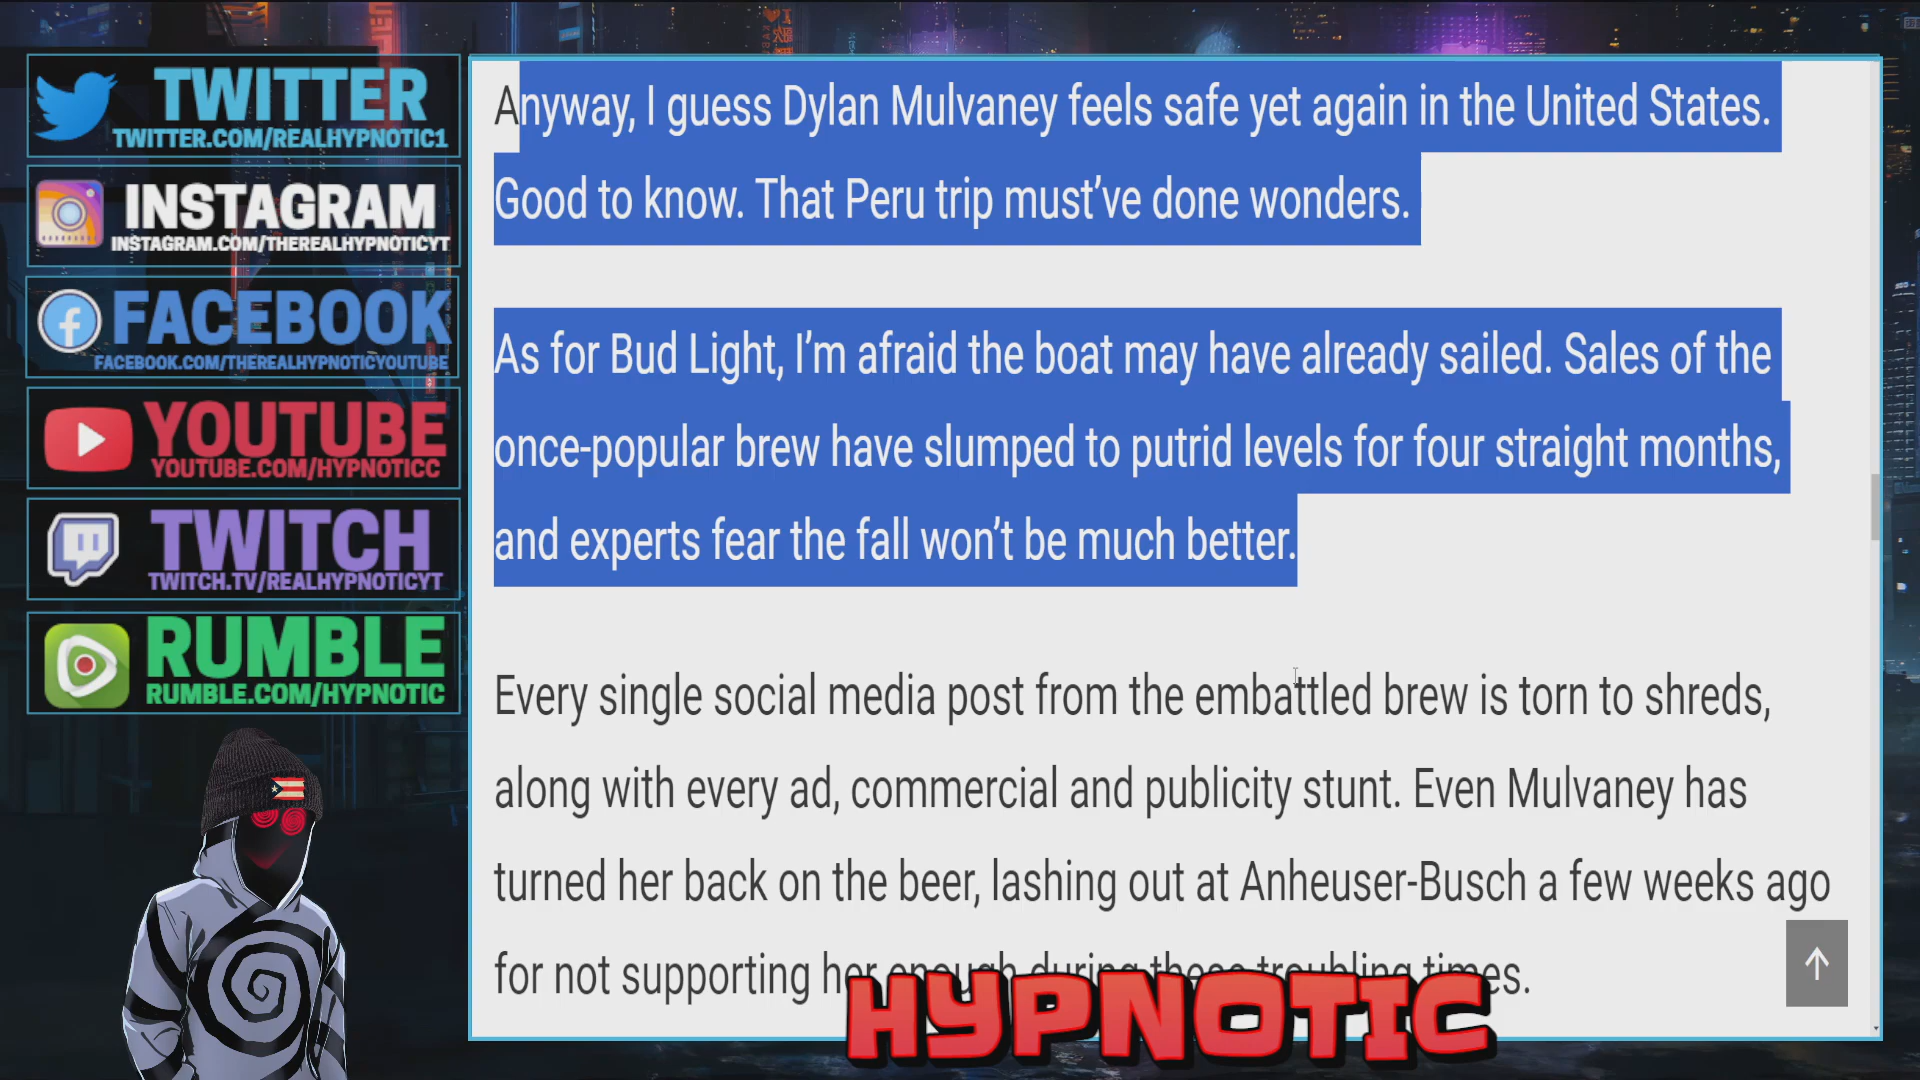 TWITTER
TWITTER.COM/REALHYPNOTIC1
INSTAGRAM
INSTAGRAM.COM/THEREALHYPNOTICYT
FACEBOOK
FACEBOOK.COM/THEREALHYPNOTICYOUTUBE
YOUTUBE
YOUTUBE.COM/HYPNOTICC
TWITCH
TWITCH.TV/REALHYPNOTICYT
RUMBLE
RUMBLE.COM/HYPNOTIC
Anyway, I guess Dylan Mulvaney feels safe yet again in the United States.
Good to know. That Peru trip must’ve done wonders.
As for Bud Light, I’m afraid the boat may have already sailed. Sales of the
once-popular brew have slumped to putrid levels for four straight months,
and experts fear the fall won’t be much better.
Every single social media post from the embattled brew is torn to shreds,
along with every ad, commercial and publicity stunt. Even Mulvaney has
turned her back on the beer, lashing out at Anheuser-Busch a few weeks ago
for not supporting her enough during these troubling times.
HYPNOTIC